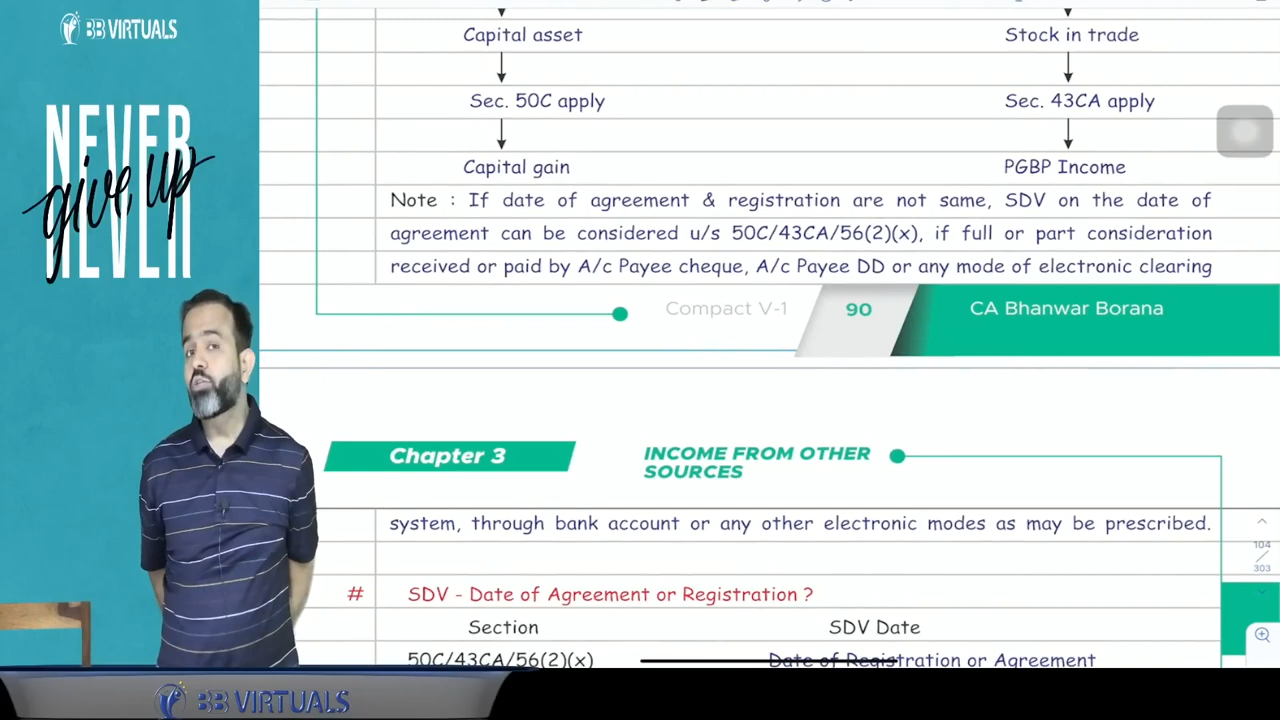 BB VIRTUALS
NEVER
give up
NEVER
Capital asset
Stock in trade
Sec. 50C apply
Sec. 43CA apply
Capital gain
PGBP Income
Note : If date of agreement & registration are not same, SDV on the date of
agreement can be considered u/s 50C/43CA/56(2)(x), if full or part consideration
received or paid by A/c Payee cheque, A/c Payee DD or any mode of electronic clearing
Compact V-1
90
CA Bhanwar Borana
Chapter 3
INCOME FROM OTHER
SOURCES
system, through bank account or any other electronic modes as may be prescribed.
104
303
# SDV - Date of Agreement or Registration ?
Section
SDV Date
50C/43CA/56(2)(x)
Date of Registration or Agreement
BB VIRTUALS